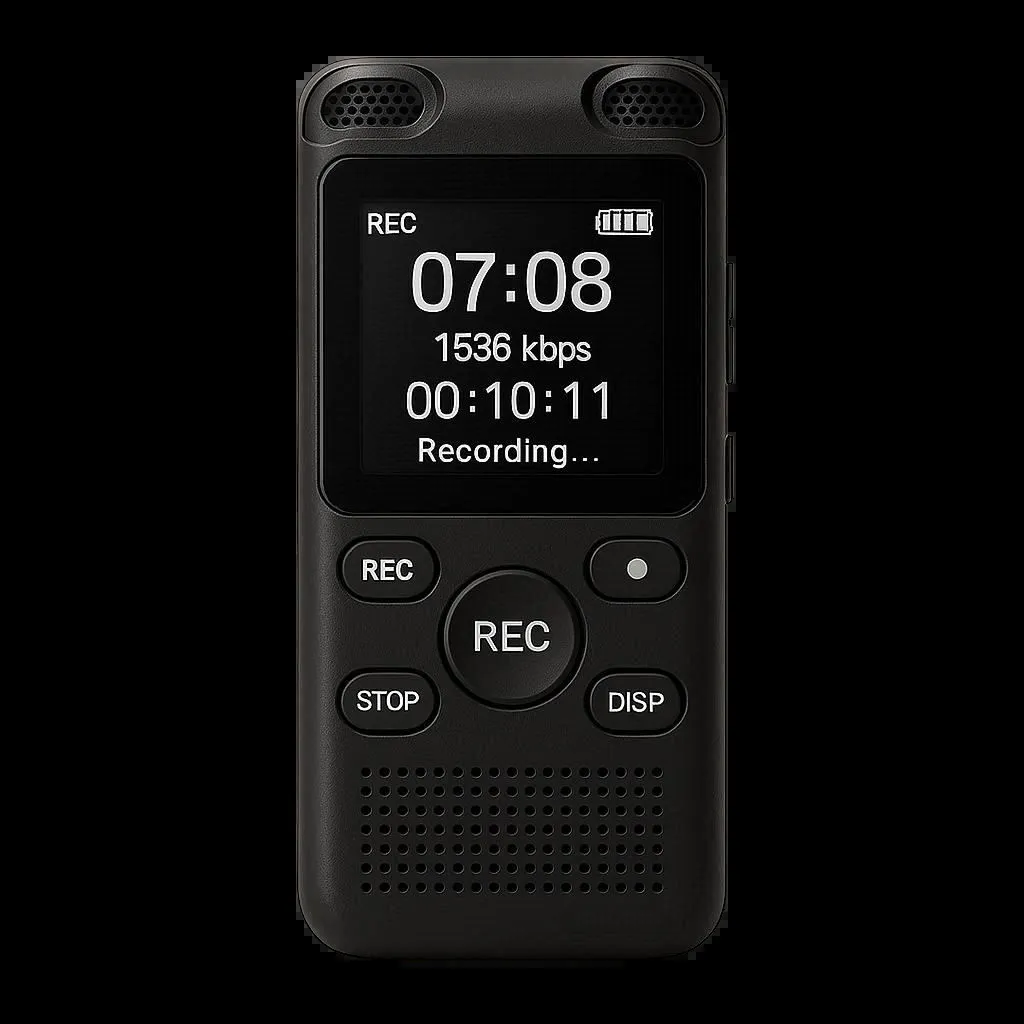 REC
07:08
1536 kbps
00:10:11
Recording...
REC
REC
STOP
DISP